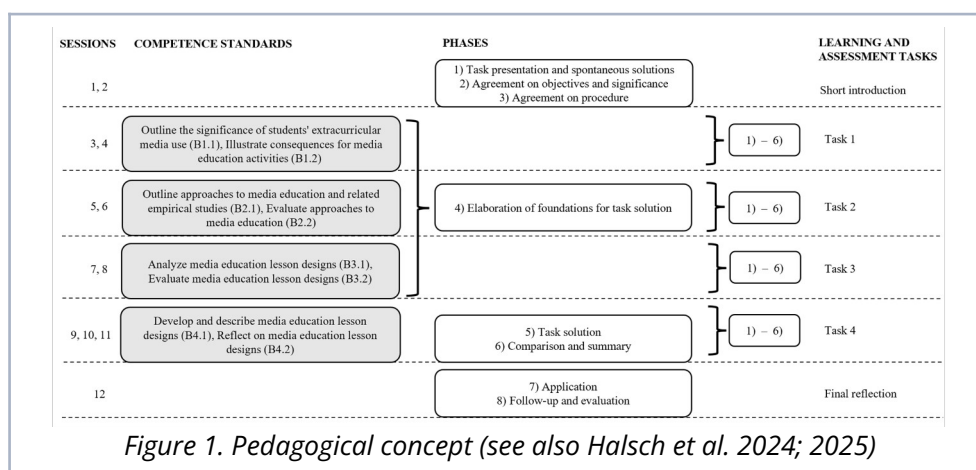 SESSIONS COMPETENCE STANDARDS PHASES LEARNING AND
ASSESSMENT TASKS
1, 2
1) Task presentation and spontaneous solutions
2) Agreement on objectives and significance
3) Agreement on procedure
Short introduction
3, 4
Outline the significance of students' extracurricular
media use (B1.1), Illustrate consequences for media
education activities (B1.2)
1) – 6)
Task 1
5, 6
Outline approaches to media education and related
empirical studies (B2.1), Evaluate approaches to
media education (B2.2)
4) Elaboration of foundations for task solution
1) – 6)
Task 2
7, 8
Analyze media education lesson designs (B3.1),
Evaluate media education lesson designs (B3.2)
1) – 6)
Task 3
9, 10, 11
Develop and describe media education lesson
designs (B4.1), Reflect on media education lesson
designs (B4.2)
5) Task solution
6) Comparison and summary
1) – 6)
Task 4
12
7) Application
8) Follow-up and evaluation
Final reflection
Figure 1. Pedagogical concept (see also Halsch et al. 2024; 2025)